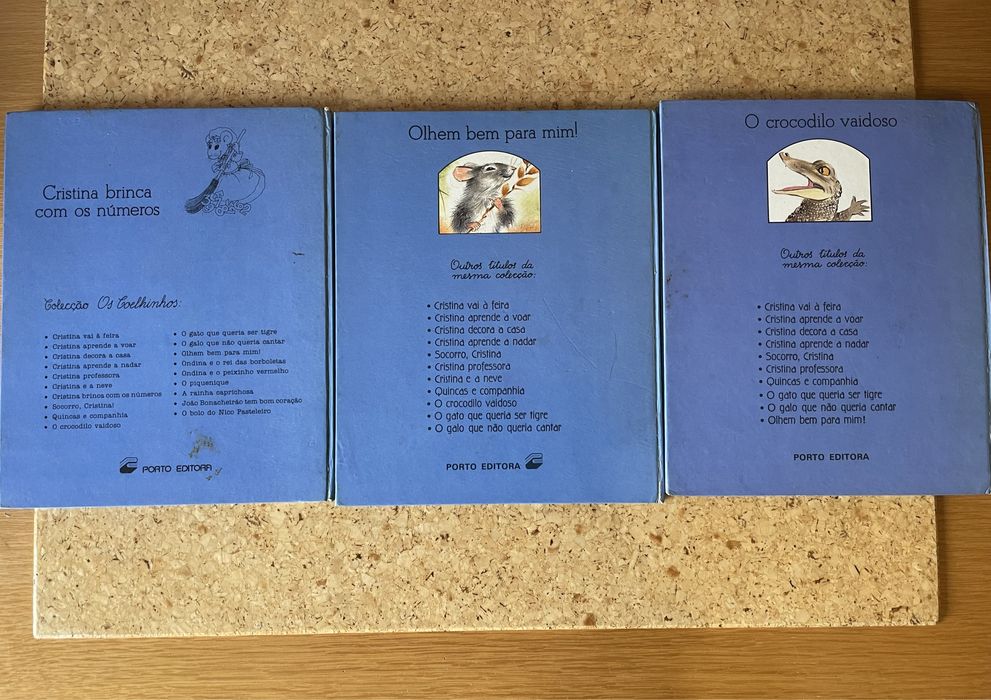 Cristina brinca
com os números
Colecção Os Coelhinhos:
• Cristina vai à feira
• Cristina aprende a voar
• Cristina decora a casa
• Cristina aprende a nadar
• Cristina professora
• Cristina e a neve
• Cristina brinca com os números
• Socorro, Cristina!
• Quincas e companhia
• O crocodilo vaidoso
• O gato que queria ser tigre
• O galo que não queria cantar
• Olhem bem para mim!
• Ondina e o rei das borboletas
• Ondina e o peixinho vermelho
• O piquenique
• A rainha caprichosa
• João Bonacheirão tem bom coração
• O bolo do Nico Pasteleiro
PORTO EDITORA
Olhem bem para mim!
Outros títulos da
mesma colecção:
• Cristina vai à feira
• Cristina aprende a voar
• Cristina decora a casa
• Cristina aprende a nadar
• Socorro, Cristina
• Cristina professora
• Cristina e a neve
• Quincas e companhia
• O crocodilo vaidoso
• O gato que queria ser tigre
• O galo que não queria cantar
PORTO EDITORA
O crocodilo vaidoso
Outros títulos da
mesma colecção:
• Cristina vai à feira
• Cristina aprende a voar
• Cristina decora a casa
• Cristina aprende a nadar
• Socorro, Cristina
• Cristina professora
• Quincas e companhia
• O gato que queria ser tigre
• O galo que não queria cantar
• Olhem bem para mim!
PORTO EDITORA